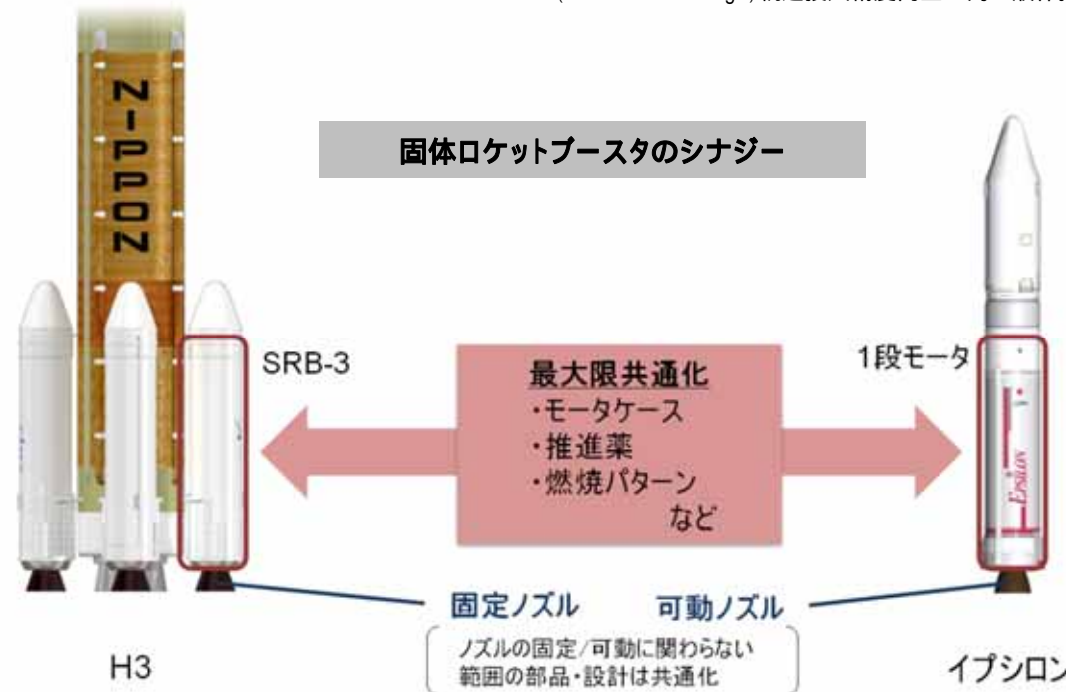 NIPPON
固体ロケットブースタのシナジー
SRB-3
最大限共通化
・モータケース
・推進薬
・燃焼パターン
など
1段モータ
EPSILON
固定ノズル
可動ノズル
ノズルの固定/可動に関わらない
範囲の部品・設計は共通化
H3
イプシロン